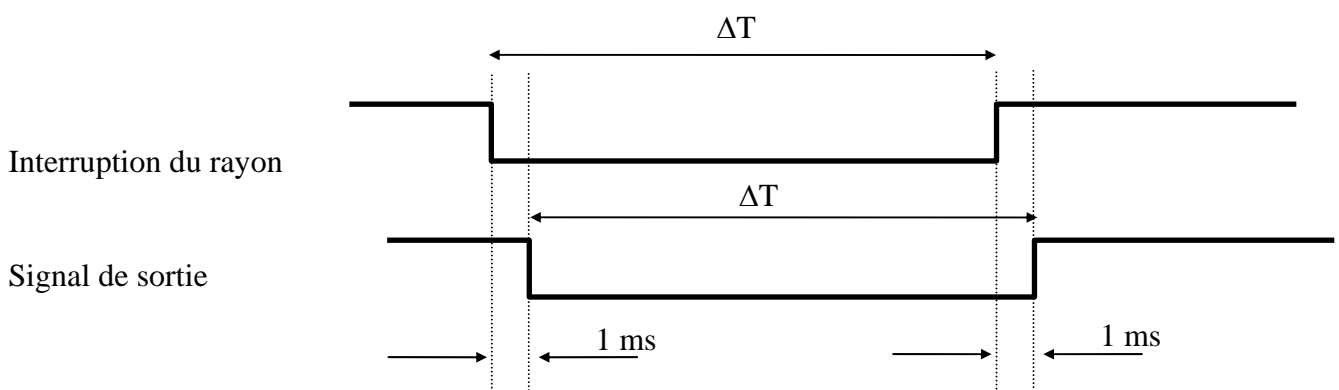 ΔT
Interruption du rayon
ΔT
Signal de sortie
1 ms
1 ms